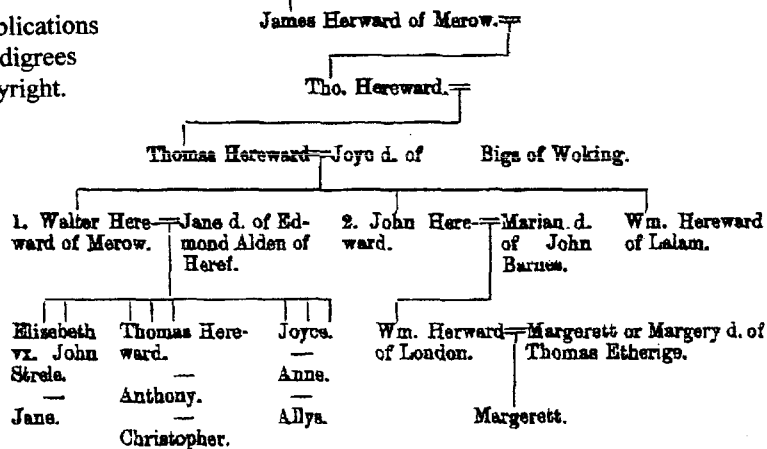 plications
digrees
yright.
James Herward of Merow.
Tho. Hereward.
Thomas Hereward
Joyc d. of Bigs of Woking.
1. Walter Here-
ward of Merow.
Jane d. of Ed-
mond Alden of
Heref.
2. John Here-
ward.
Marian d.
of John
Barnes.
Wm. Hereward
of Lalam.
Elisebeth
vx. John
Strele.
—
Jane.
Thomas Here-
ward.
—
Anthony.
—
Christopher.
Joyce.
—
Anne.
—
Allys.
Wm. Herward
of London.
Margerett or Margery d. of
Thomas Etherige.
Margerett.